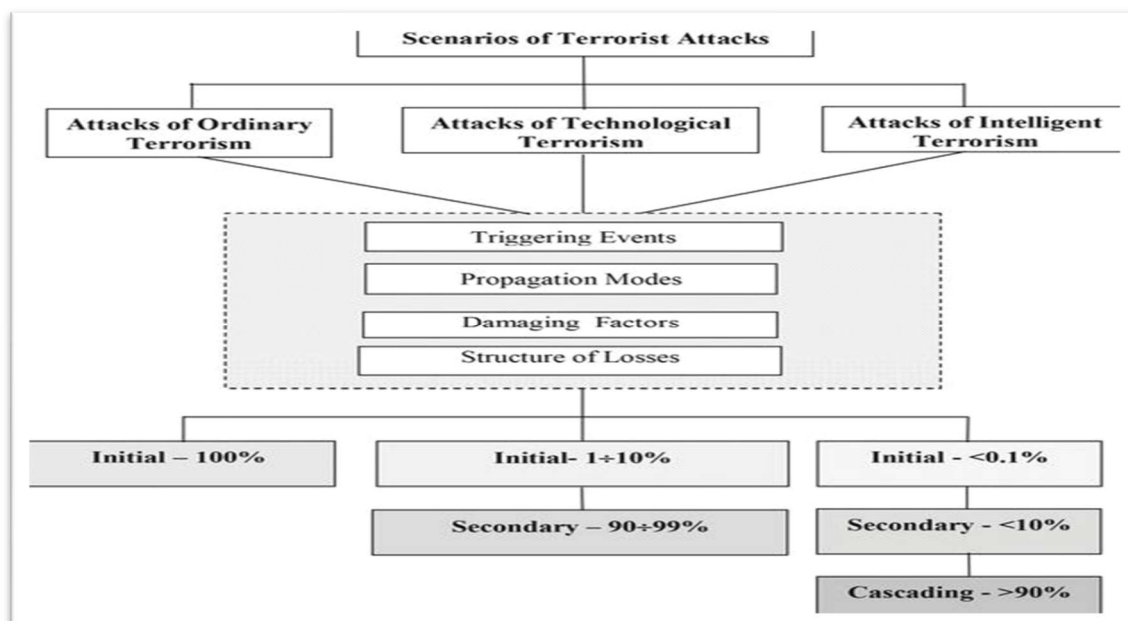 Scenarios of Terrorist Attacks
Attacks of Ordinary
Terrorism
Attacks of Technological
Terrorism
Attacks of Intelligent
Terrorism
Triggering Events
Propagation Modes
Damaging Factors
Structure of Losses
Initial – 100%
Initial- 1÷10%
Initial - <0.1%
Secondary – 90÷99%
Secondary - <10%
Cascading - >90%